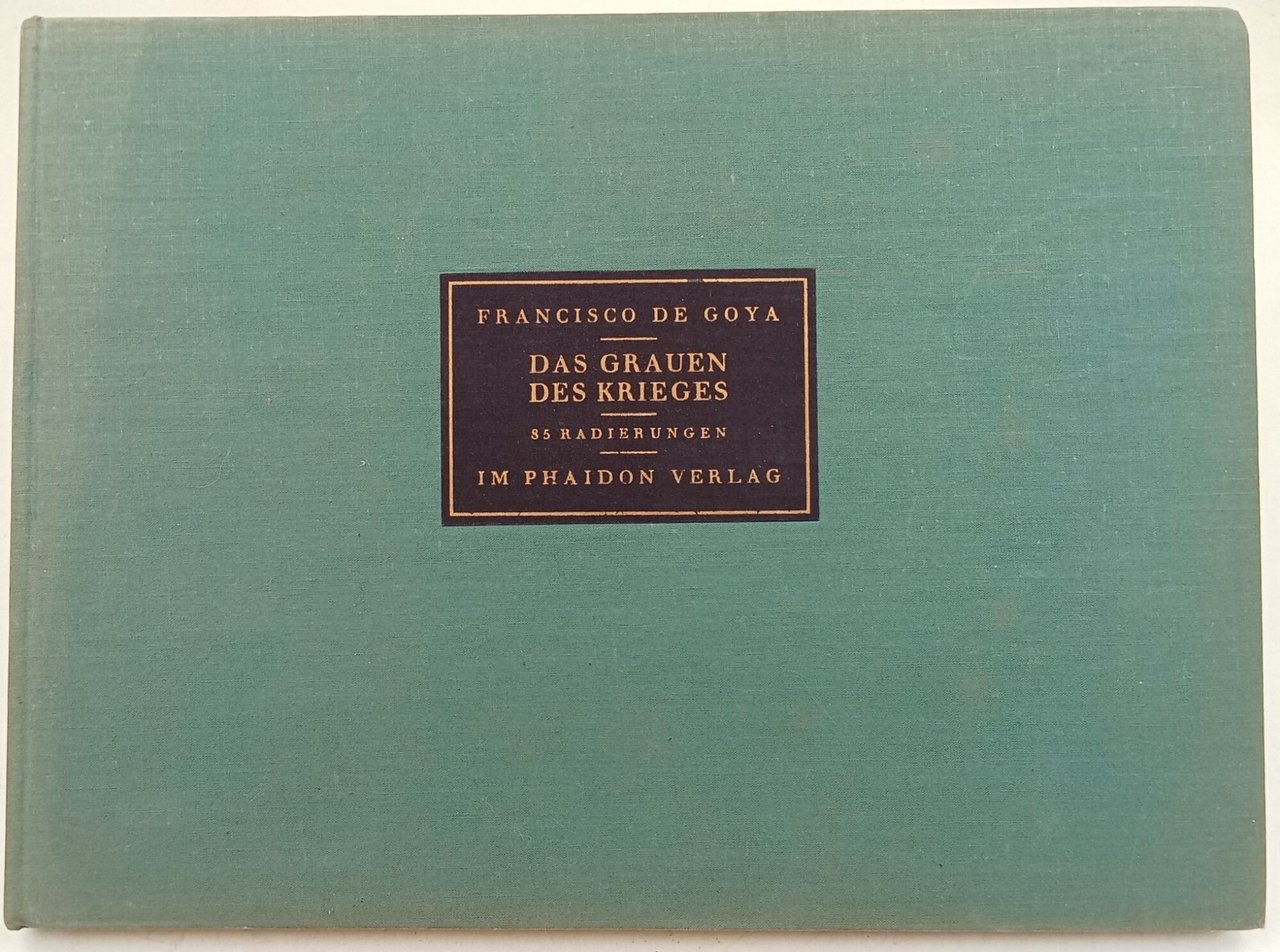 FRANCISCO DE GOYA
DAS GRAUEN
DES KRIEGES
85 RADIERUNGEN
IM PHAIDON VERLAG